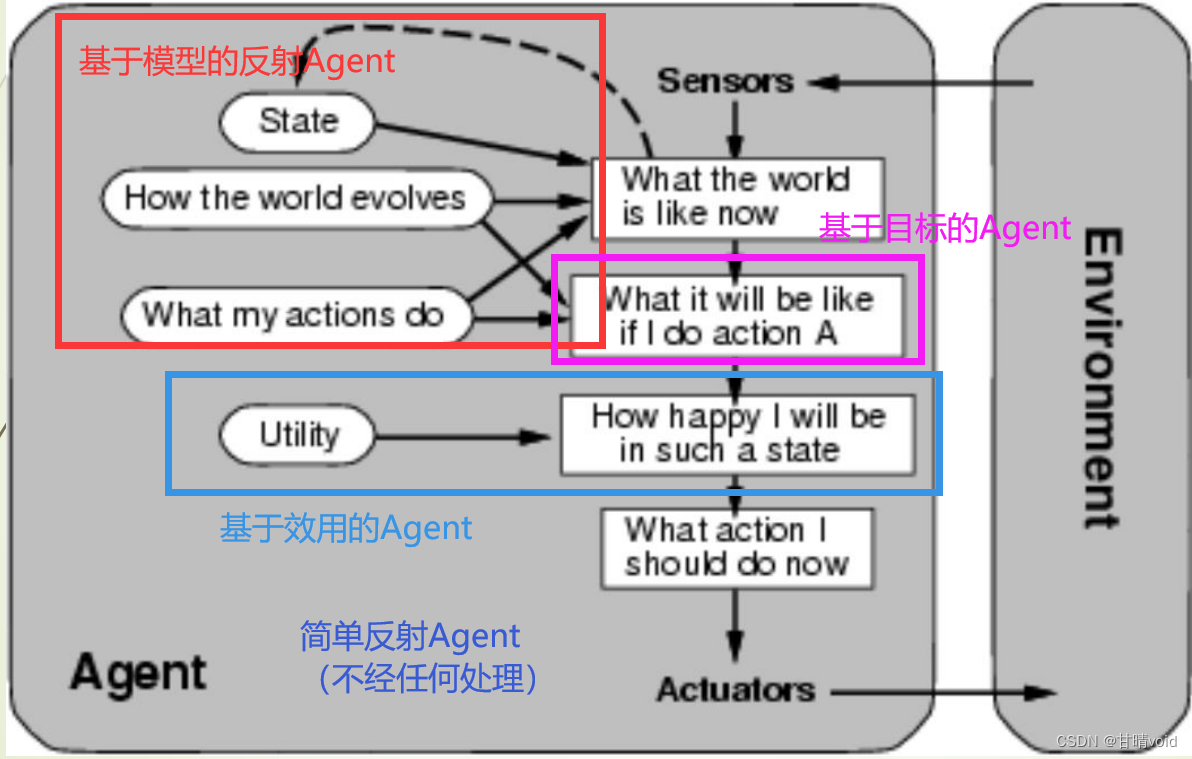 基于模型的反射Agent
Sensors
State
What the world
is like now
How the world evolves
基于目标的Agent
What it will be like
if I do action A
What my actions do
How happy I will be
in such a state
Utility
基于效用的Agent
What action I
should do now
简单反射Agent
（不经任何处理）
Agent
Actuators
Environment
CSDN @甘晴void